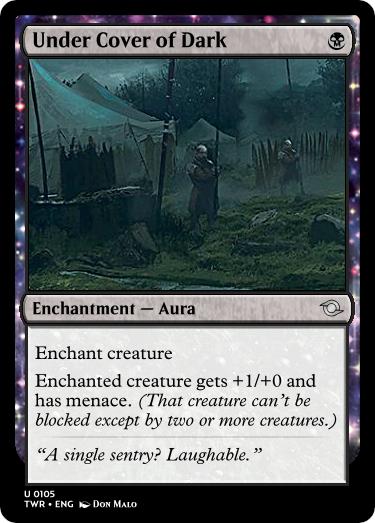 Under Cover of Dark
Enchantment — Aura
Enchant creature
Enchanted creature gets +1/+0 and
has menace. (That creature can't be
blocked except by two or more creatures.)
"A single sentry? Laughable."
U 0105
TWR • ENG Don Malo